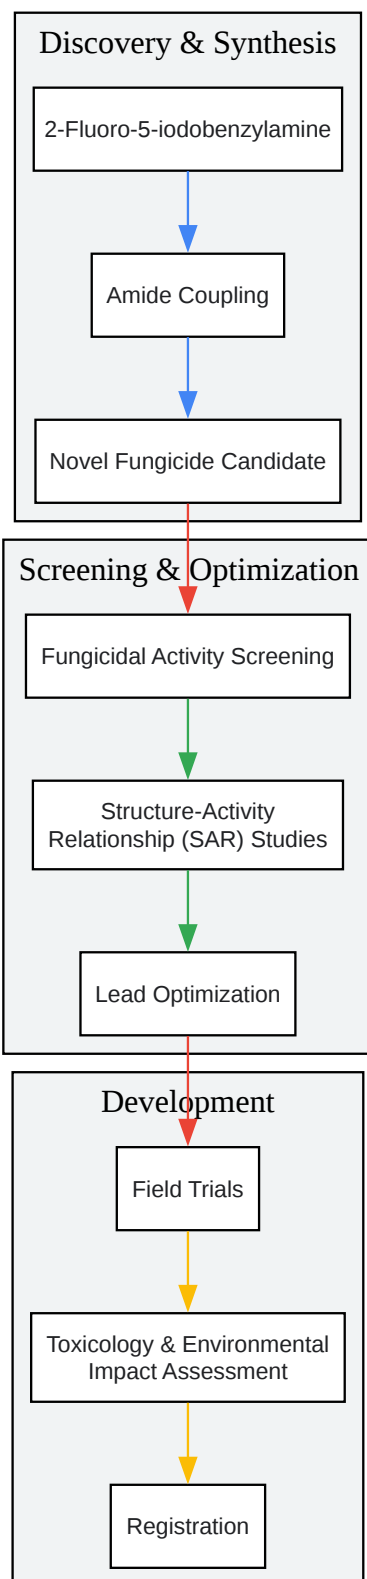 Discovery & Synthesis
2-Fluoro-5-iodobenzylamine
Amide Coupling
Novel Fungicide Candidate
Screening & Optimization
Fungicidal Activity Screening
Structure-Activity
Relationship (SAR) Studies
Lead Optimization
Development
Field Trials
Toxicology & Environmental
Impact Assessment
Registration